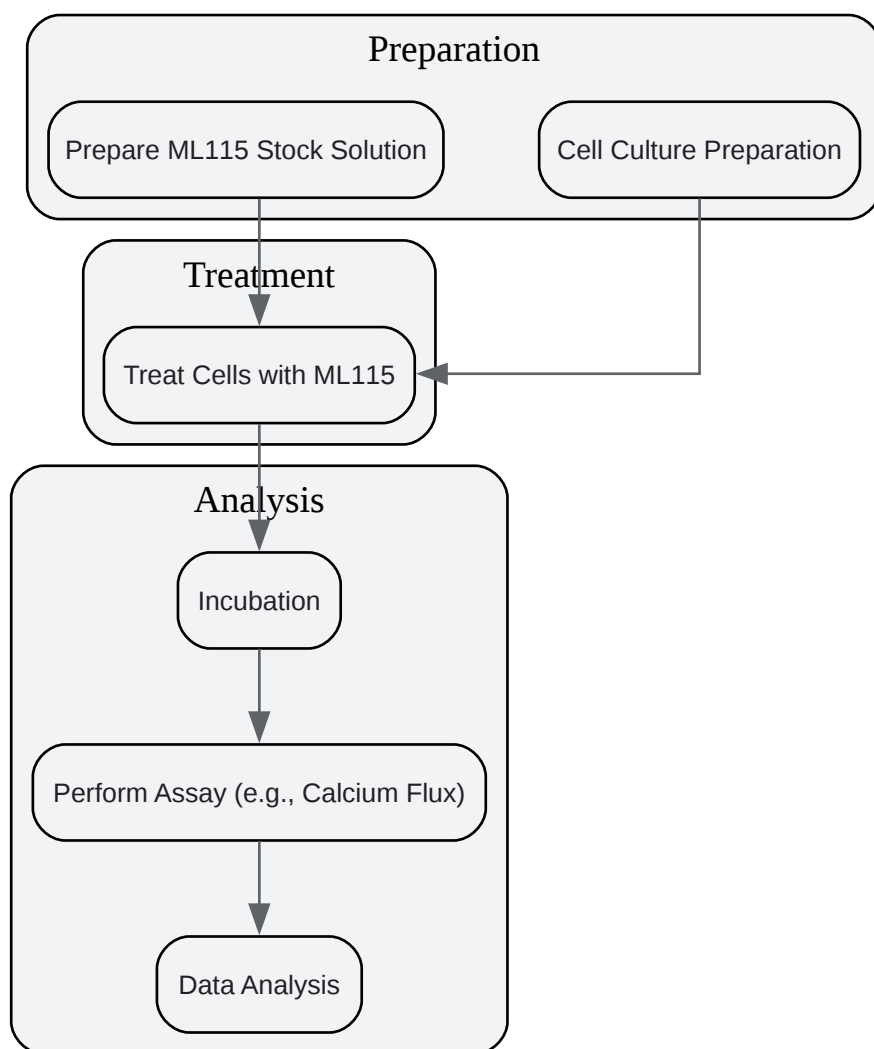 Preparation
Prepare ML115 Stock Solution
Cell Culture Preparation
Treatment
Treat Cells with ML115
Analysis
Incubation
Perform Assay (e.g., Calcium Flux)
Data Analysis